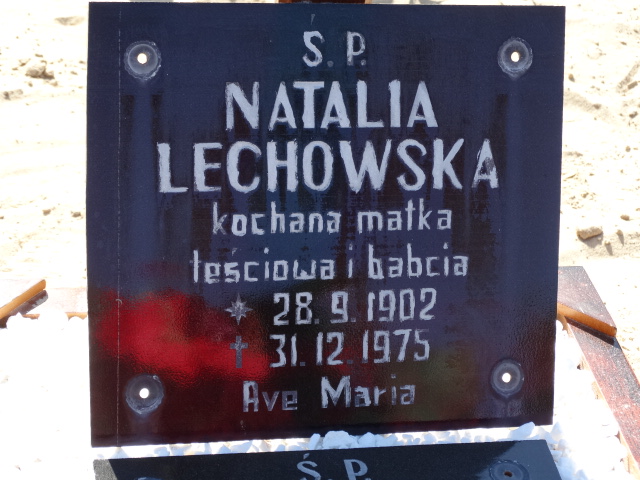 Ś. P.
NATALIA
LECHOWSKA
kochana matka
teściowa i babcia
* 28. 9. 1902
✝ 31. 12. 1975
Ave Maria
Ś. P.